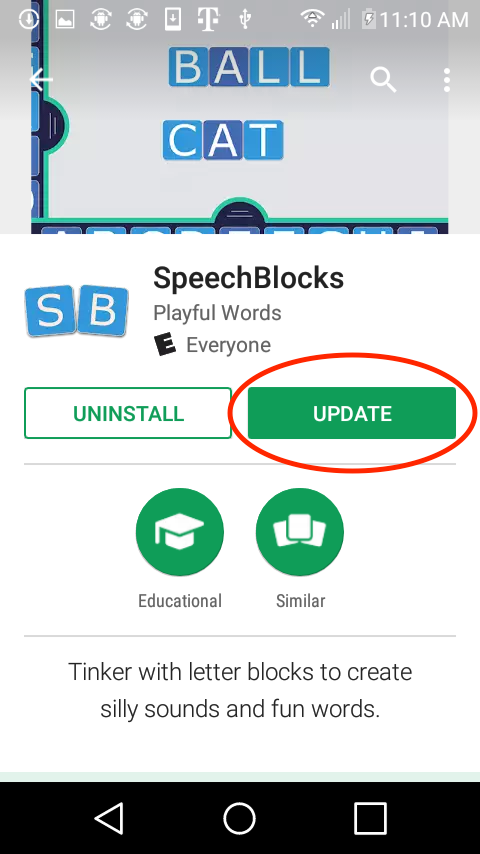 11:10 AM
BALL
CAT
SB
SpeechBlocks
Playful Words
E Everyone
UNINSTALL
UPDATE
Educational
Similar
Tinker with letter blocks to create
silly sounds and fun words.